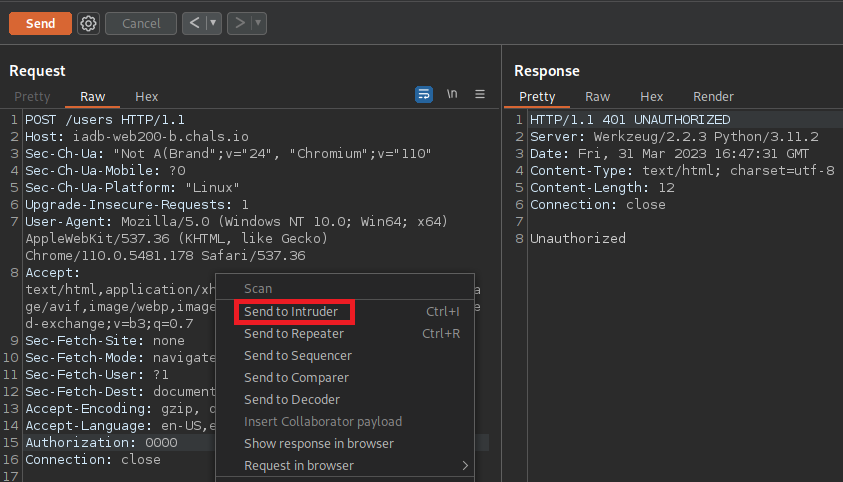 Send Cancel < >
Request
Pretty Raw Hex \n
1 POST /users HTTP/1.1
2 Host: iadb-web200-b.chals.io
3 Sec-Ch-Ua: "Not A(Brand";v="24", "Chromium";v="110"
4 Sec-Ch-Ua-Mobile: ?0
5 Sec-Ch-Ua-Platform: "Linux"
6 Upgrade-Insecure-Requests: 1
7 User-Agent: Mozilla/5.0 (Windows NT 10.0; Win64; x64)
AppleWebKit/537.36 (KHTML, like Gecko)
Chrome/110.0.5481.178 Safari/537.36
8 Accept:
text/html,application/xh
ge/avif,image/webp,image
d-exchange;v=b3;q=0.7
9 Sec-Fetch-Site: none
10 Sec-Fetch-Mode: navigate
11 Sec-Fetch-User: ?1
12 Sec-Fetch-Dest: document
13 Accept-Encoding: gzip,
14 Accept-Language: en-US,
15 Authorization: 0000
16 Connection: close
17
Scan
Send to Intruder Ctrl+I
Send to Repeater Ctrl+R
Send to Sequencer
Send to Comparer
Send to Decoder
Insert Collaborator payload
Show response in browser
Request in browser >
Response
Pretty Raw Hex Render
1 HTTP/1.1 401 UNAUTHORIZED
2 Server: Werkzeug/2.2.3 Python/3.11.2
3 Date: Fri, 31 Mar 2023 16:47:31 GMT
4 Content-Type: text/html; charset=utf-8
5 Content-Length: 12
6 Connection: close
7
8 Unauthorized